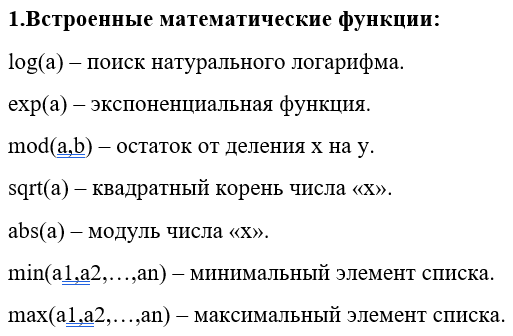 1.Встроенные математические функции:
log(a) – поиск натурального логарифма.
exp(a) – экспоненциальная функция.
mod(a,b) – остаток от деления x на y.
sqrt(a) – квадратный корень числа «x».
abs(a) – модуль числа «x».
min(a1,a2,…,an) – минимальный элемент списка.
max(a1,a2,…,an) – максимальный элемент списка.